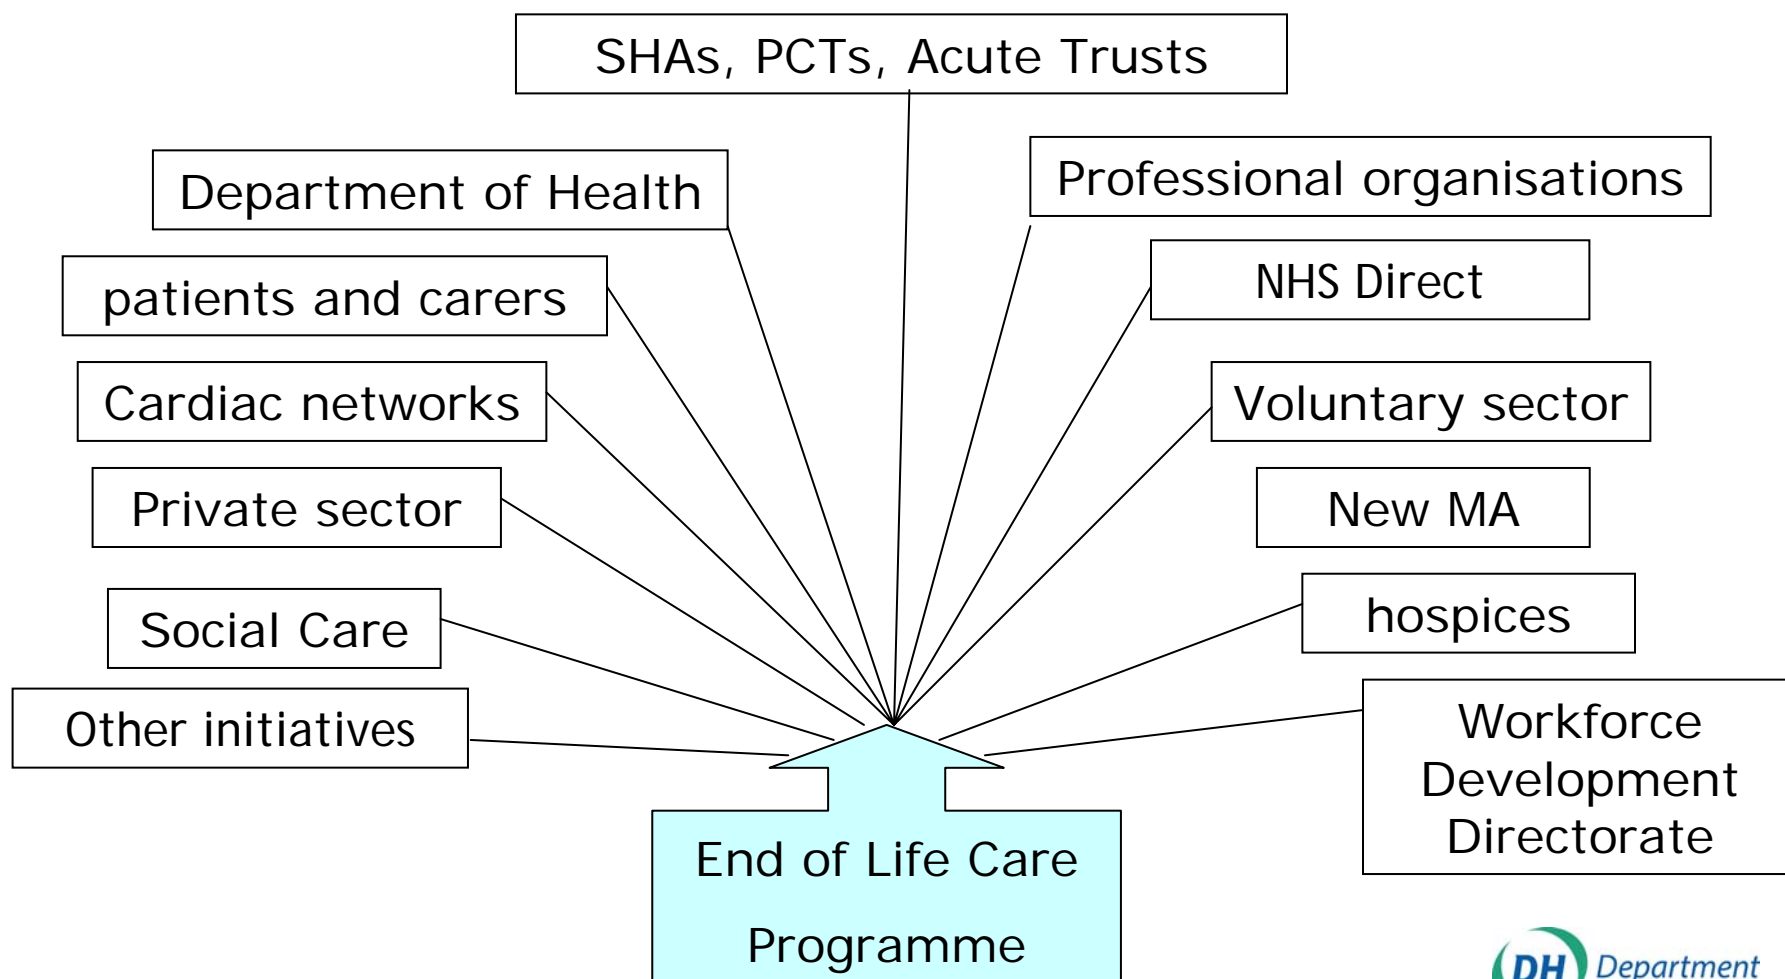 SHAs, PCTs, Acute Trusts
Department of Health
Professional organisations
patients and carers
NHS Direct
Cardiac networks
Voluntary sector
Private sector
New MA
Social Care
hospices
Other initiatives
Workforce
Development
Directorate
End of Life Care
Programme
DH Department